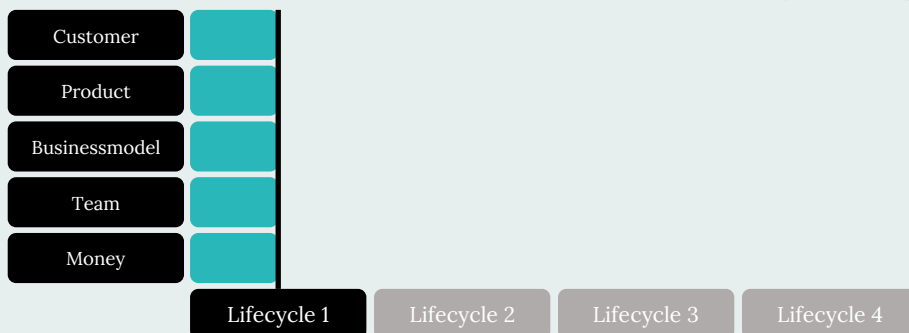 Customer
Product
Businessmodel
Team
Money
Lifecycle 1
Lifecycle 2
Lifecycle 3
Lifecycle 4